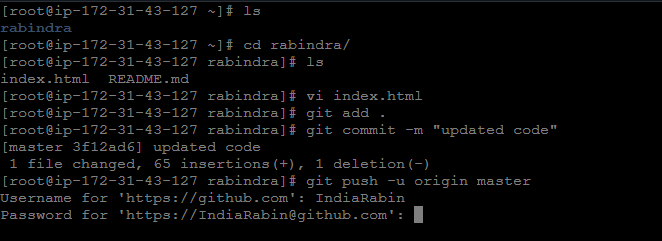 [root@ip-172-31-43-127 ~]# ls
rabindra
[root@ip-172-31-43-127 ~]# cd rabindra/
[root@ip-172-31-43-127 rabindra]# ls
index.html  README.md
[root@ip-172-31-43-127 rabindra]# vi index.html
[root@ip-172-31-43-127 rabindra]# git add .
[root@ip-172-31-43-127 rabindra]# git commit -m "updated code"
[master 3f12ad6] updated code
 1 file changed, 65 insertions(+), 1 deletion(-)
[root@ip-172-31-43-127 rabindra]# git push -u origin master
Username for 'https://github.com': IndiaRabin
Password for 'https://IndiaRabin@github.com':